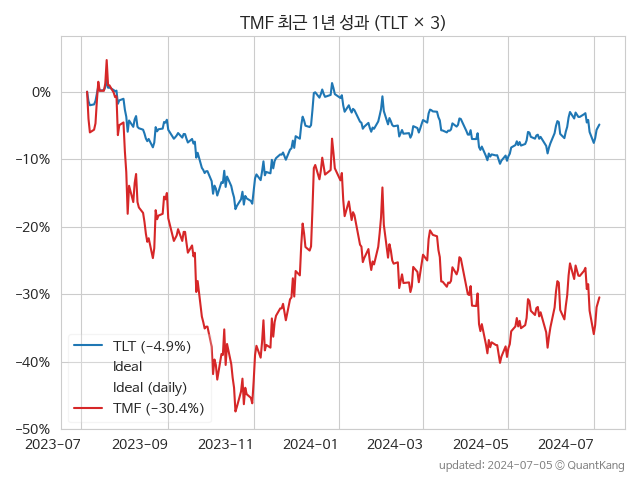 TMF 최근 1년 성과 (TLT × 3)
0%
−10%
−20%
−30%
−40%
−50%
TLT (−4.9%)
Ideal
Ideal (daily)
TMF (−30.4%)
2023−07
2023−09
2023−11
2024−01
2024−03
2024−05
2024−07
updated: 2024−07−05 © QuantKang